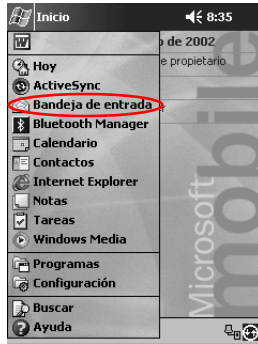 Inicio 8:35
de 2002
Hoy
e propietario
ActiveSync
Bandeja de entrada
Bluetooth Manager
Calendario
Contactos
Internet Explorer
Notas
Tareas
Windows Media
Programas
Configuración
Buscar
Ayuda
Microsoft
mobile